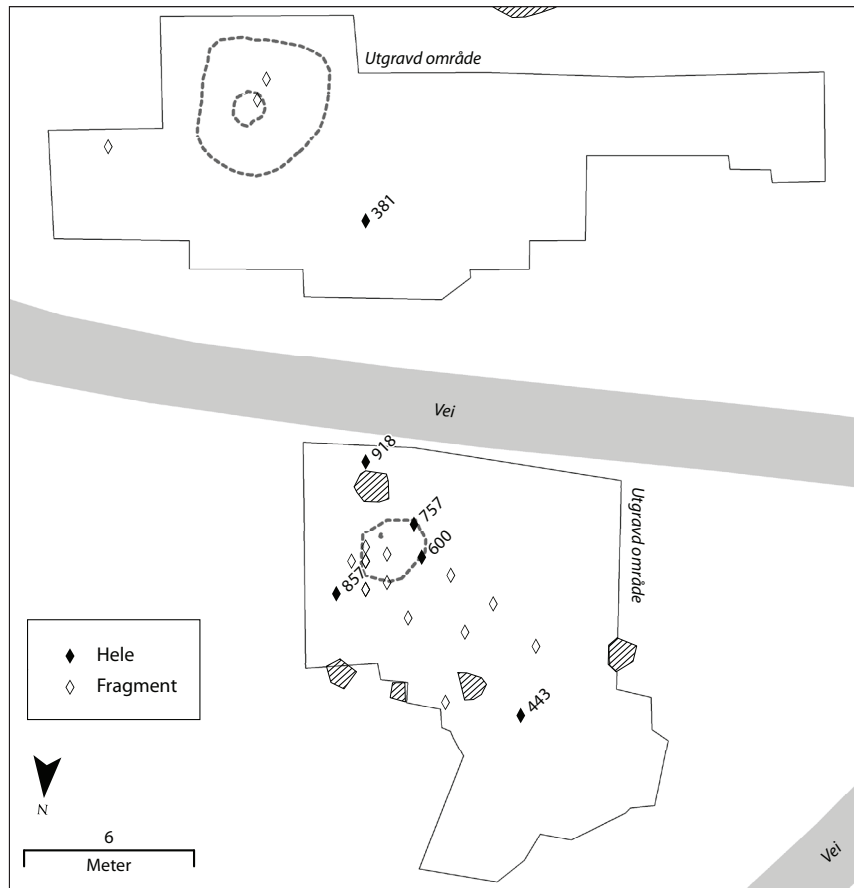 Utgravd område
381
Vei
918
757
600
857
Utgravd område
443
Hele
Fragment
N
6
Meter
Vei